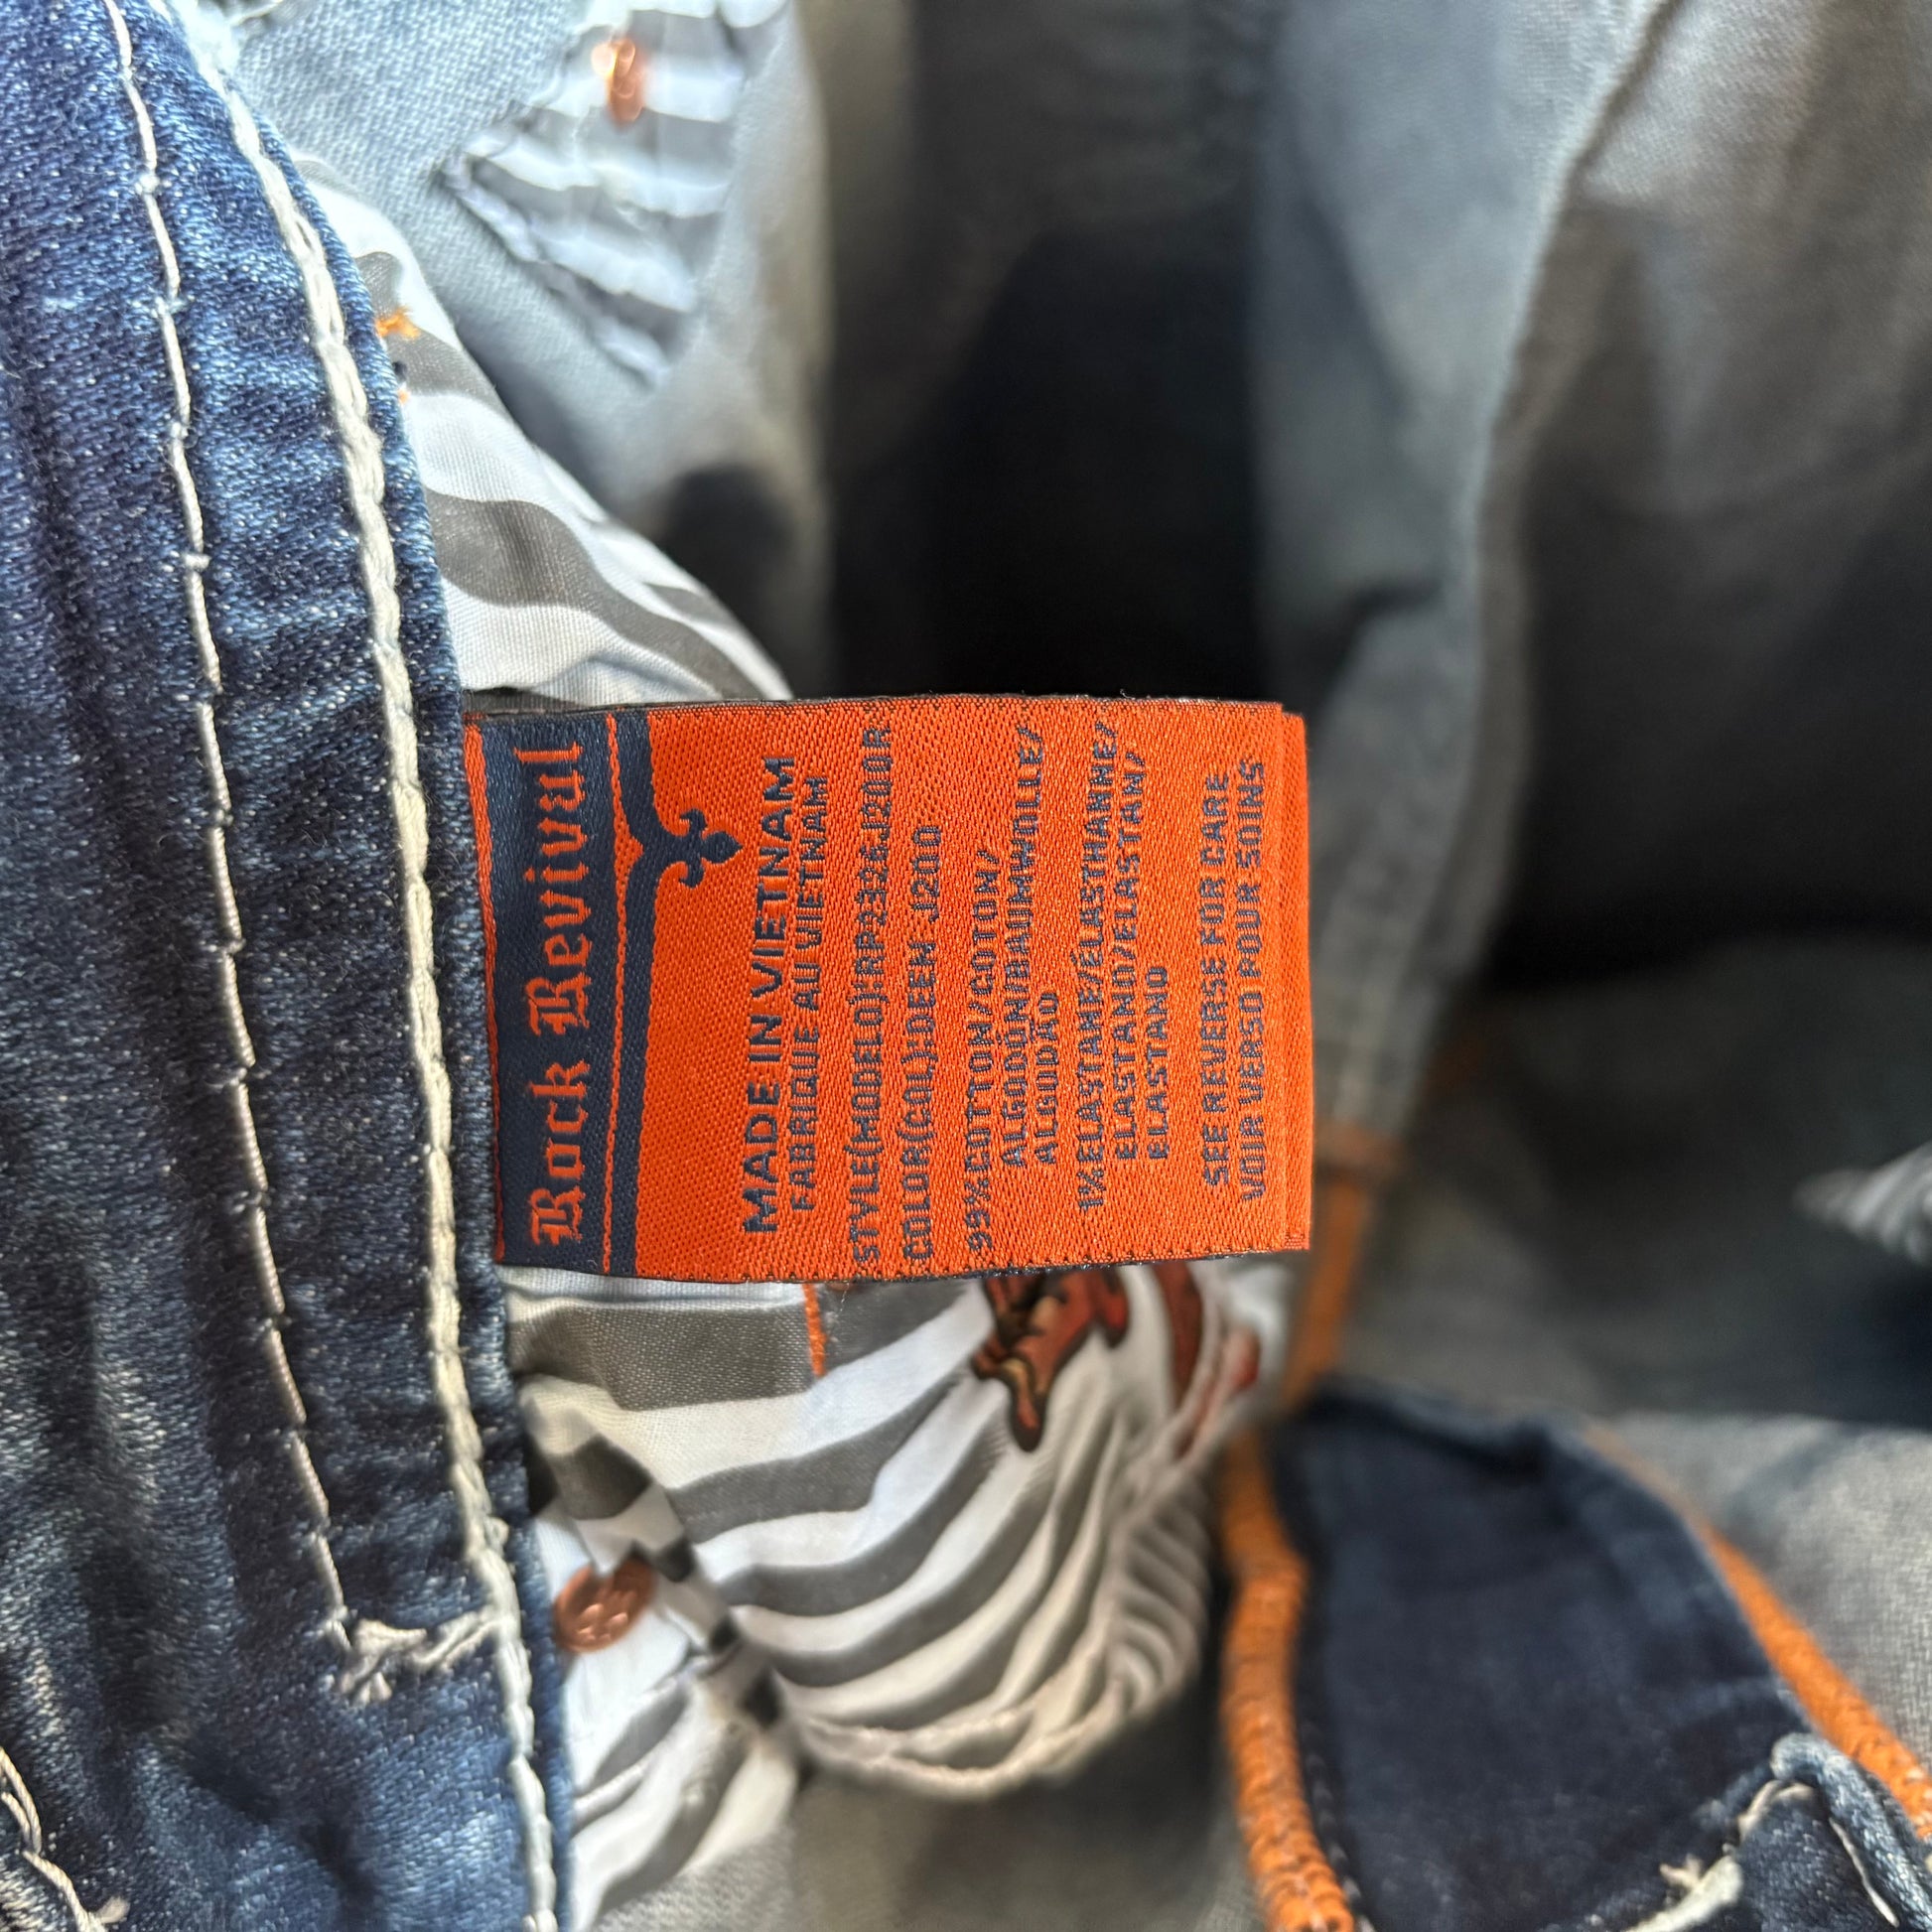 Rock Revival
MADE IN VIETNAM
FABRIQUE AU VIETNAM
STYLE(MODELO):RP2326J200R
COLOR(COL):DEEN J200
99%COTTON/COTON/
ALGODÓN/BAUMWOLLE/
ALGODÃO
1%ELASTANE/ÉLASTHANNE/
ELASTANO/ELASTAN/
ELASTANO
SEE REVERSE FOR CARE
VOIR VERSO POUR SOINS